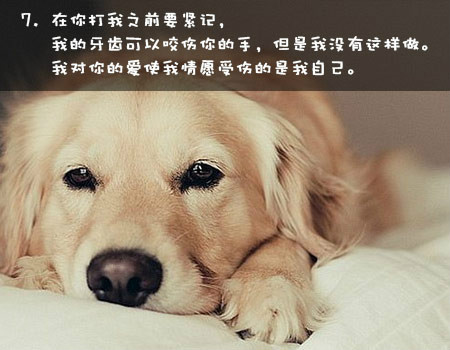 7. 在你打我之前要紧记，
我的牙齿可以咬伤你的手，但是我没有这样做。
我对你的爱使我情愿受伤的是我自己。